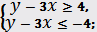 y − 3x ≥ 4,
y − 3x ≤ −4;